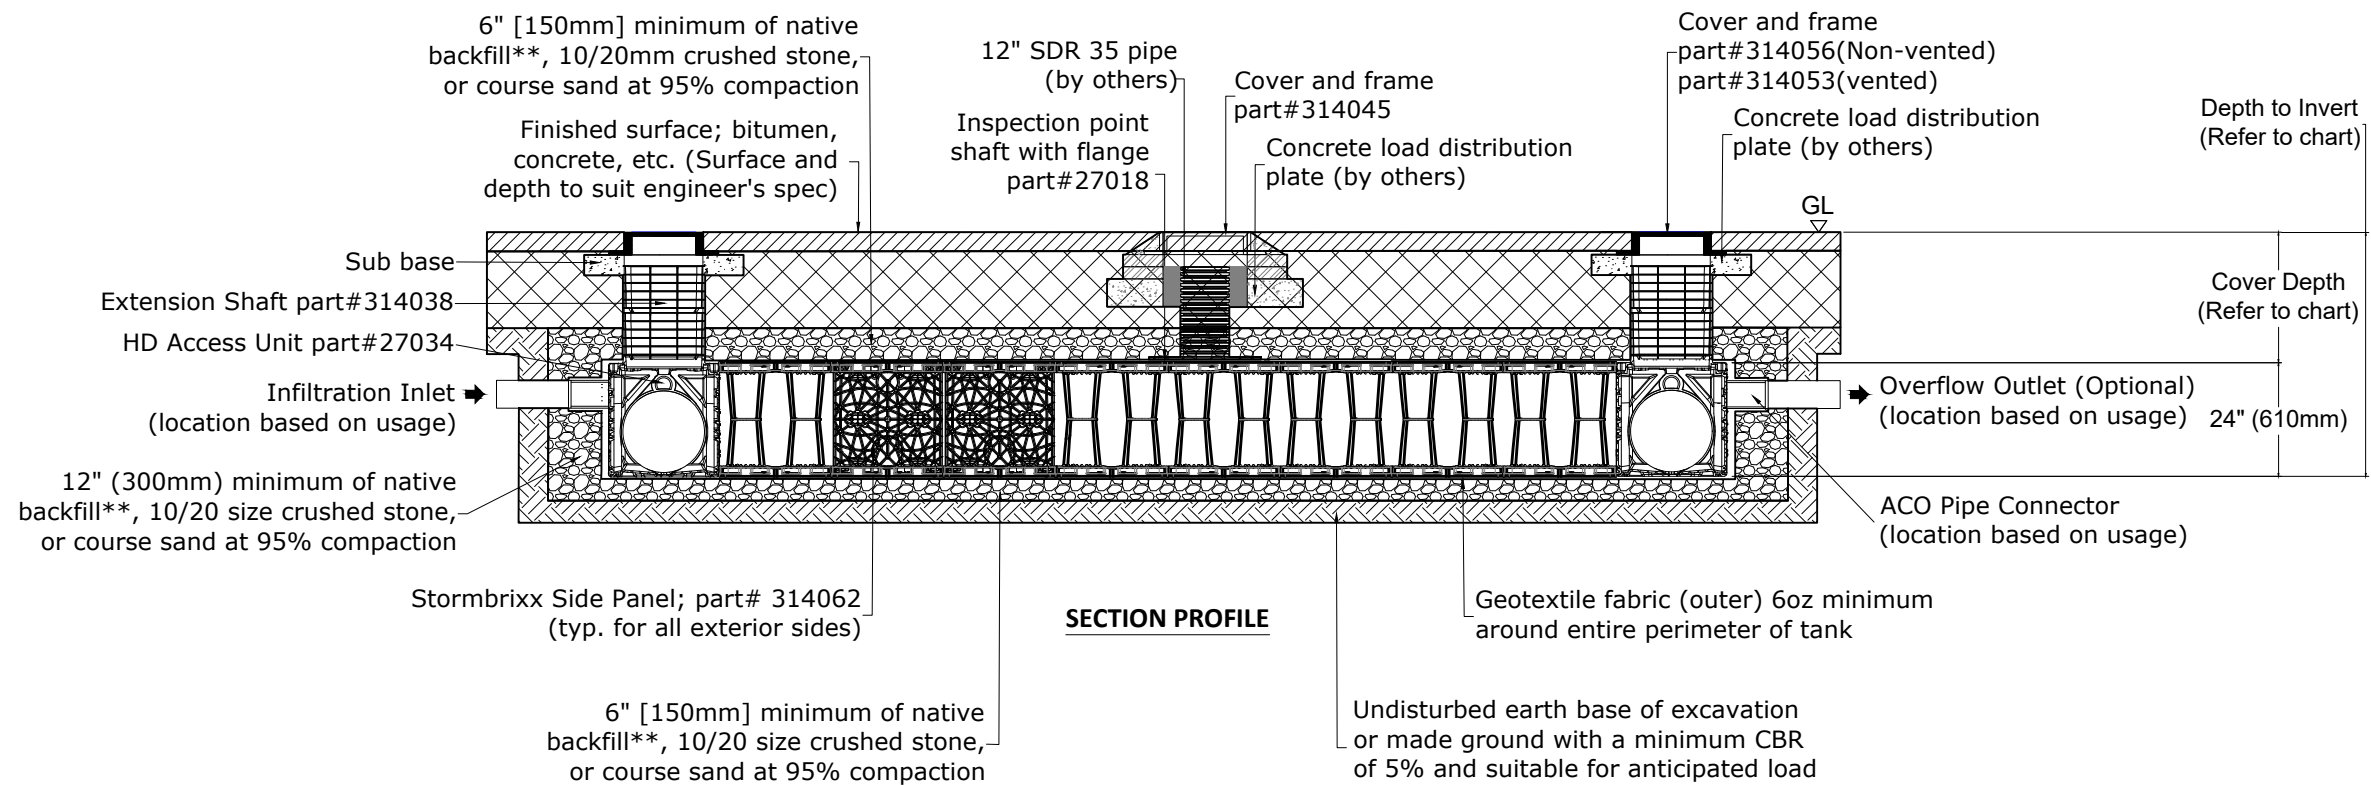 6" [150mm] minimum of native
backfill**, 10/20mm crushed stone,
or course sand at 95% compaction
Finished surface; bitumen,
concrete, etc. (Surface and
depth to suit engineer's spec)
12" SDR 35 pipe
(by others)
Inspection point
shaft with flange
part#27018
Cover and frame
part#314045
Concrete load distribution
plate (by others)
Cover and frame
part#314056(Non-vented)
part#314053(vented)
Concrete load distribution
plate (by others)
Depth to Invert
(Refer to chart)
GL
Sub base
Extension Shaft part#314038
HD Access Unit part#27034
Infiltration Inlet
(location based on usage)
12" (300mm) minimum of native
backfill**, 10/20 size crushed stone,
or course sand at 95% compaction
Cover Depth
(Refer to chart)
Overflow Outlet (Optional)
(location based on usage)
24" (610mm)
ACO Pipe Connector
(location based on usage)
Stormbrixx Side Panel; part# 314062
(typ. for all exterior sides)
SECTION PROFILE
Geotextile fabric (outer) 6oz minimum
around entire perimeter of tank
6" [150mm] minimum of native
backfill**, 10/20 size crushed stone,
or course sand at 95% compaction
Undisturbed earth base of excavation
or made ground with a minimum CBR
of 5% and suitable for anticipated load